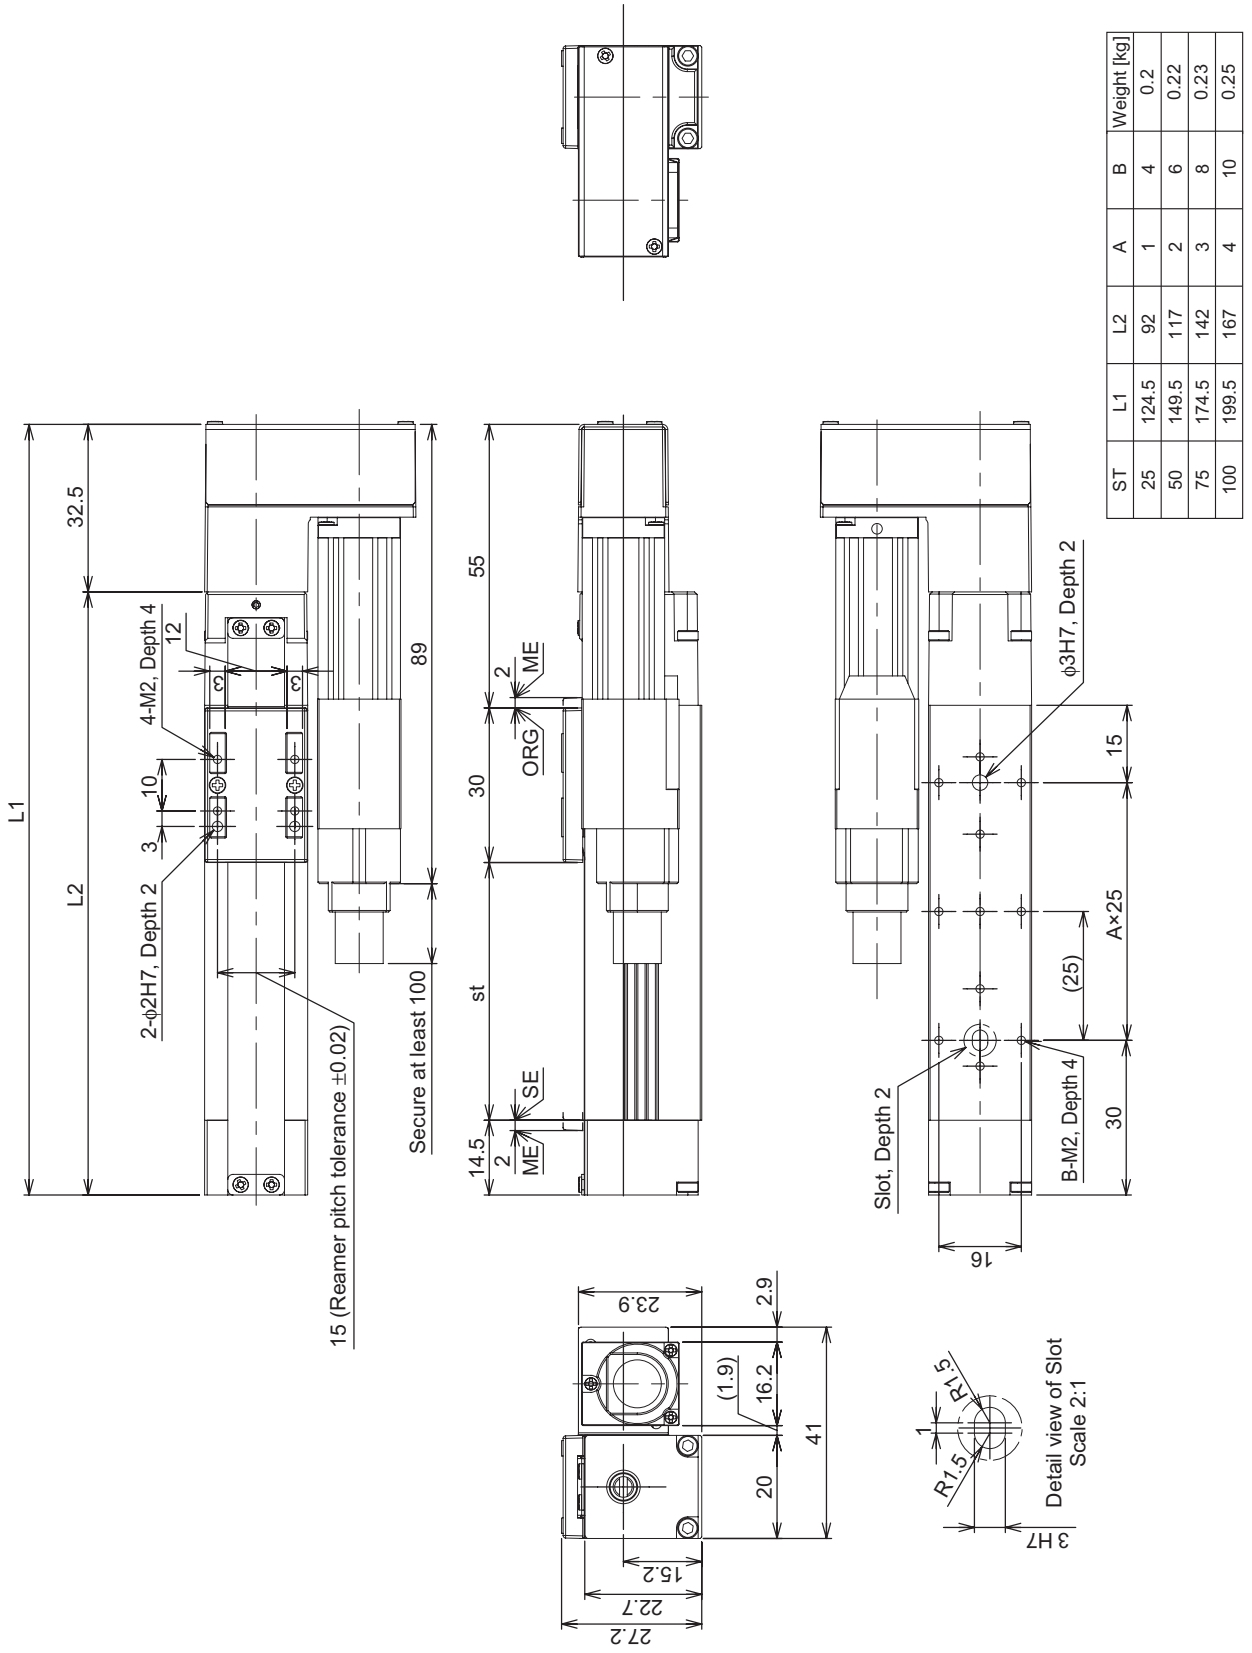 L1
L2
32.5
2-ϕ2H7, Depth 2
3
10
4-M2, Depth 4
12
3
3
89
15 (Reamer pitch tolerance ±0.02)
Secure at least 100
14.5
st
30
55
2
ME
SE
ORG
2
ME
27.2
22.7
15.2
23.9
20
(1.9)
16.2
2.9
41
Slot, Depth 2
ϕ3H7, Depth 2
16
B-M2, Depth 4
(25)
30
A×25
15
R1.5
1
R1.5
3 H7
Detail view of Slot
Scale 2:1
ST L1 L2 A B Weight [kg]
25 124.5 92 1 4 0.2
50 149.5 117 2 6 0.22
75 174.5 142 3 8 0.23
100 199.5 167 4 10 0.25